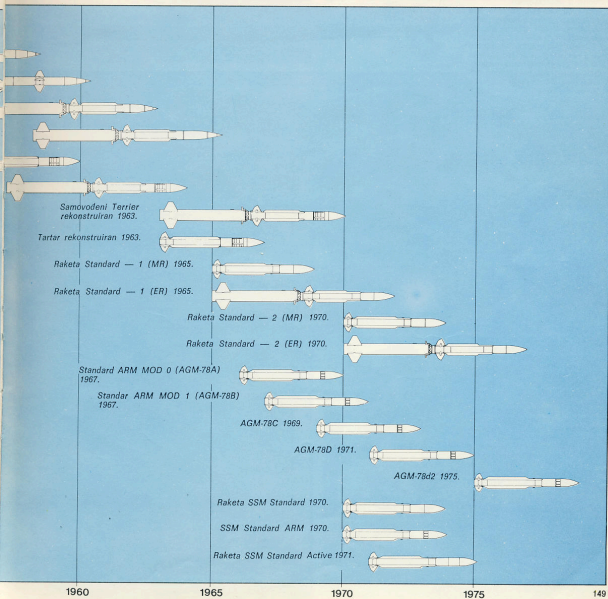 Samovođeni Terrier
rekonstruiran 1963.
Tartar rekonstruiran 1963.
Raketa Standard — 1 (MR) 1965.
Raketa Standard — 1 (ER) 1965.
Raketa Standard — 2 (MR) 1970.
Raketa Standard — 2 (ER) 1970.
Standard ARM MOD 0 (AGM-78A)
1967.
Standar ARM MOD 1 (AGM-78B)
1967.
AGM-78C 1969.
AGM-78D 1971.
AGM-78d2 1975.
Raketa SSM Standard 1970.
SSM Standard ARM 1970.
Raketa SSM Standard Active 1971.
1960 1965 1970 1975 149